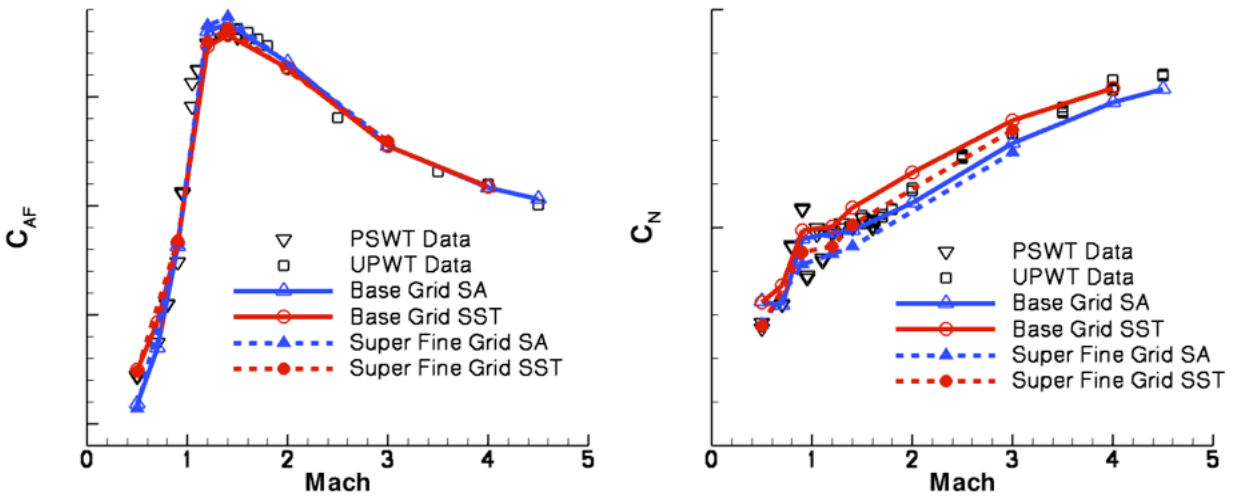 C_AF
PSWT Data
UPWT Data
Base Grid SA
Base Grid SST
Super Fine Grid SA
Super Fine Grid SST
0 1 2 3 4 5
Mach
C_N
PSWT Data
UPWT Data
Base Grid SA
Base Grid SST
Super Fine Grid SA
Super Fine Grid SST
0 1 2 3 4 5
Mach